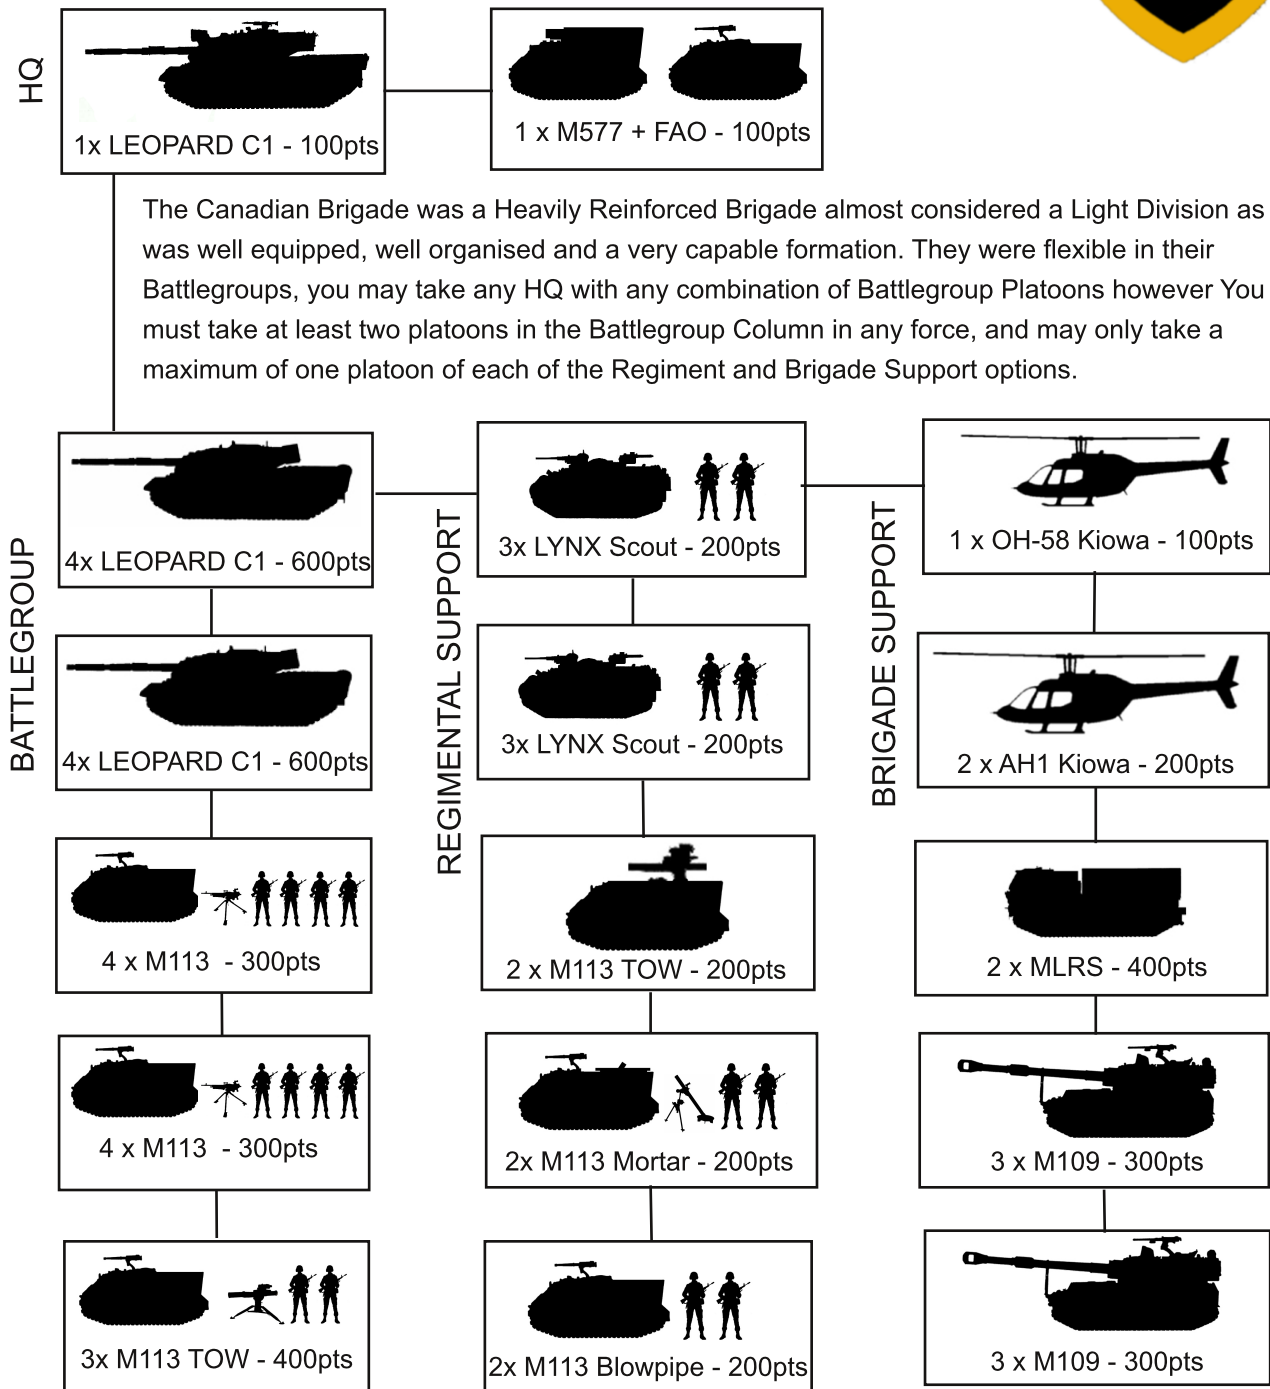 HQ
1x LEOPARD C1 - 100pts
1 x M577 + FAO - 100pts
The Canadian Brigade was a Heavily Reinforced Brigade almost considered a Light Division as
was well equipped, well organised and a very capable formation. They were flexible in their
Battlegroups, you may take any HQ with any combination of Battlegroup Platoons however You
must take at least two platoons in the Battlegroup Column in any force, and may only take a
maximum of one platoon of each of the Regiment and Brigade Support options.
BATTLEGROUP
4x LEOPARD C1 - 600pts
4x LEOPARD C1 - 600pts
4 x M113  - 300pts
4 x M113  - 300pts
3x M113 TOW - 400pts
REGIMENTAL SUPPORT
3x LYNX Scout - 200pts
3x LYNX Scout - 200pts
2 x M113 TOW - 200pts
2x M113 Mortar - 200pts
2x M113 Blowpipe - 200pts
BRIGADE SUPPORT
1 x OH-58 Kiowa - 100pts
2 x AH1 Kiowa - 200pts
2 x MLRS - 400pts
3 x M109 - 300pts
3 x M109 - 300pts